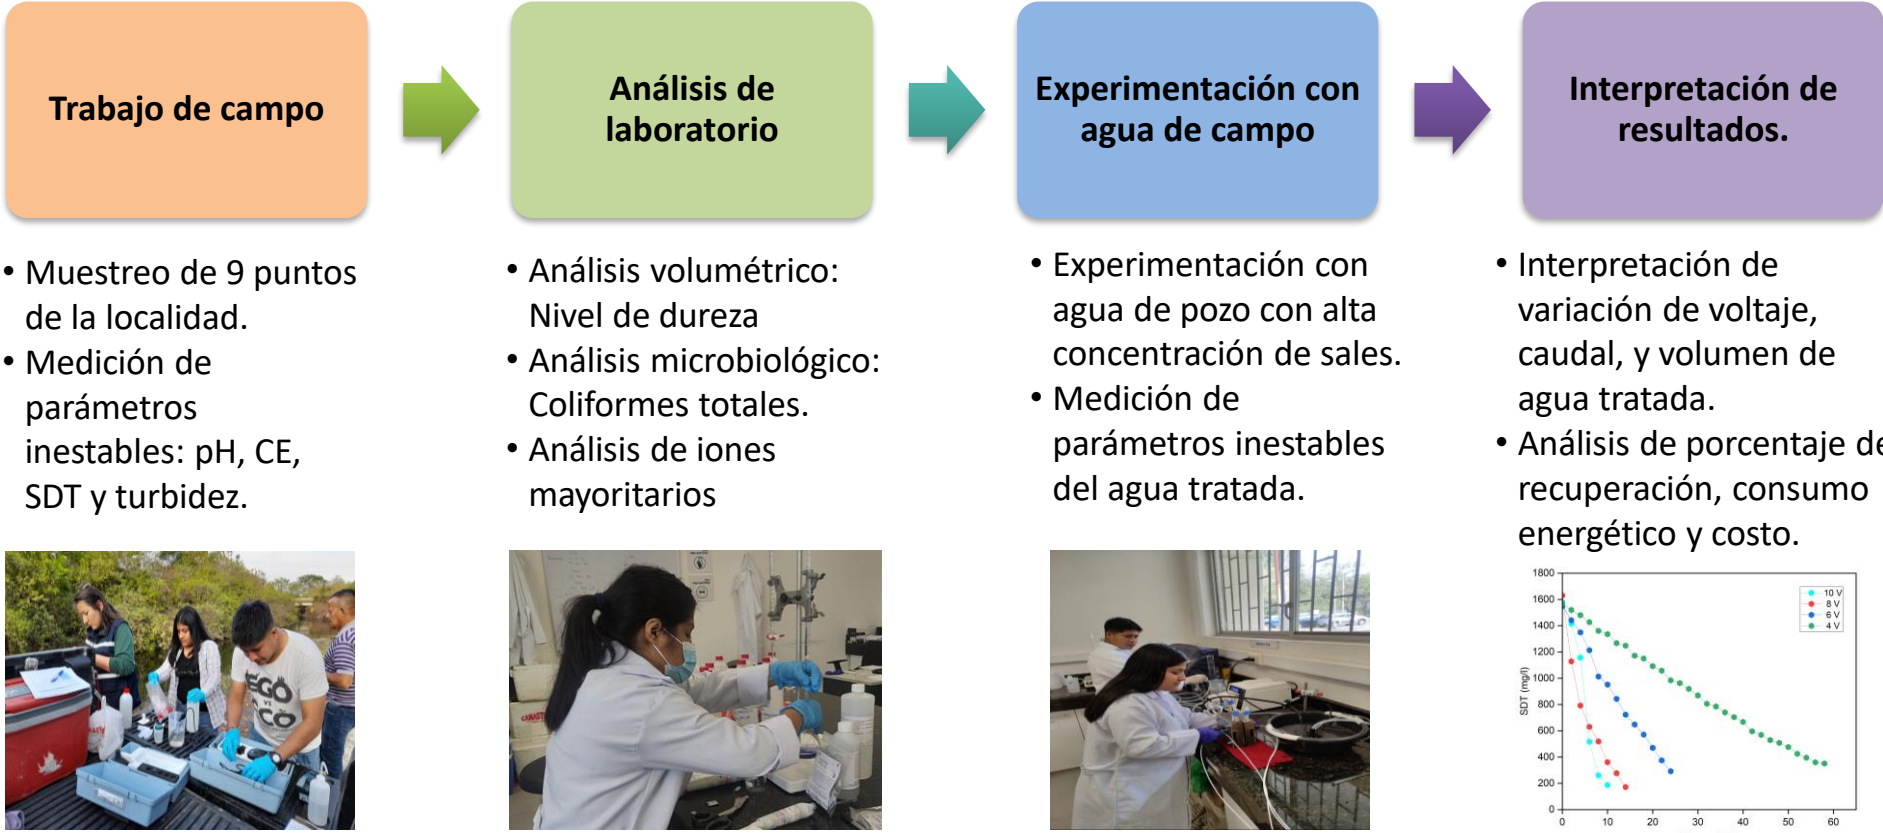 Trabajo de campo
Análisis de
laboratorio
Experimentación con
agua de campo
Interpretación de
resultados.
• Muestreo de 9 puntos
de la localidad.
• Medición de
parámetros
inestables: pH, CE,
SDT y turbidez.
• Análisis volumétrico:
Nivel de dureza
• Análisis microbiológico:
Coliformes totales.
• Análisis de iones
mayoritarios
• Experimentación con
agua de pozo con alta
concentración de sales.
• Medición de
parámetros inestables
del agua tratada.
• Interpretación de
variación de voltaje,
caudal, y volumen de
agua tratada.
• Análisis de porcentaje de
recuperación, consumo
energético y costo.
1800
1600
1400
1200
1000
800
600
400
200
0
SDT (mg/l)
10 V
8 V
6 V
4 V
0 10 20 30 40 50 60